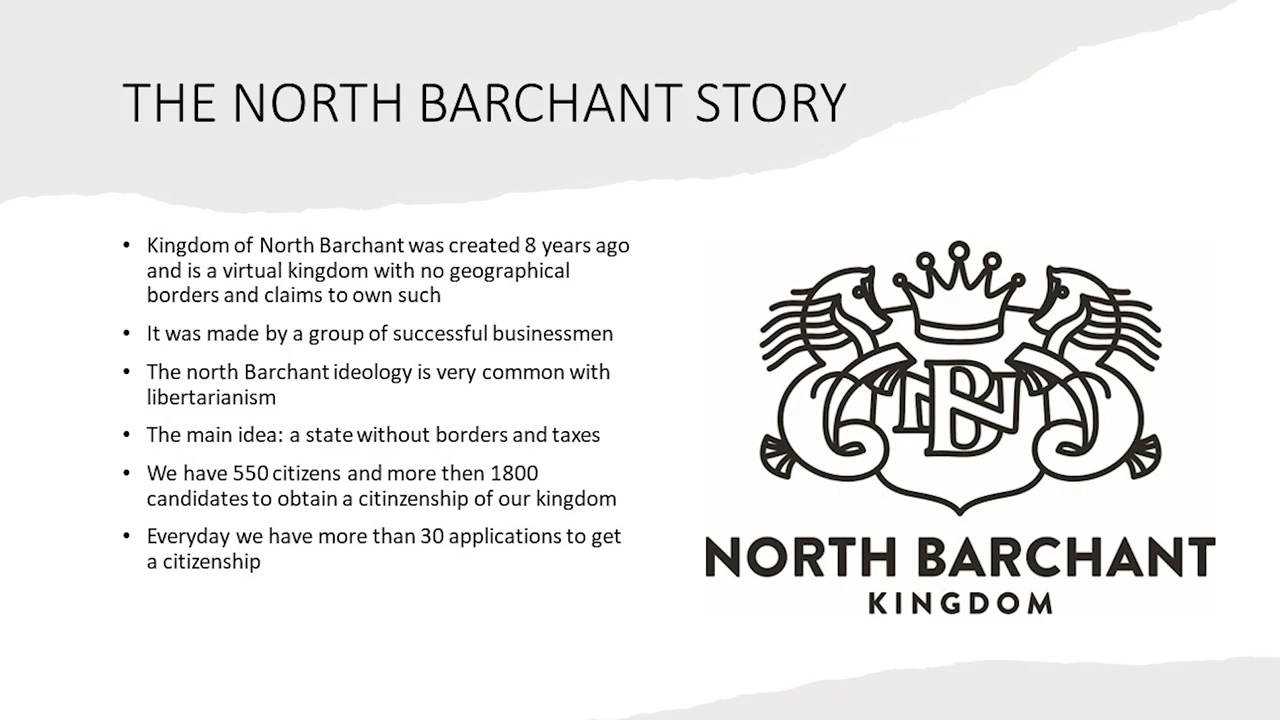 THE NORTH BARCHANT STORY
• Kingdom of North Barchant was created 8 years ago
and is a virtual kingdom with no geographical
borders and claims to own such
• It was made by a group of successful businessmen
• The north Barchant ideology is very common with
libertarianism
• The main idea: a state without borders and taxes
• We have 550 citizens and more then 1800
candidates to obtain a citinzenship of our kingdom
• Everyday we have more than 30 applications to get
a citizenship
NB
NORTH BARCHANT
KINGDOM